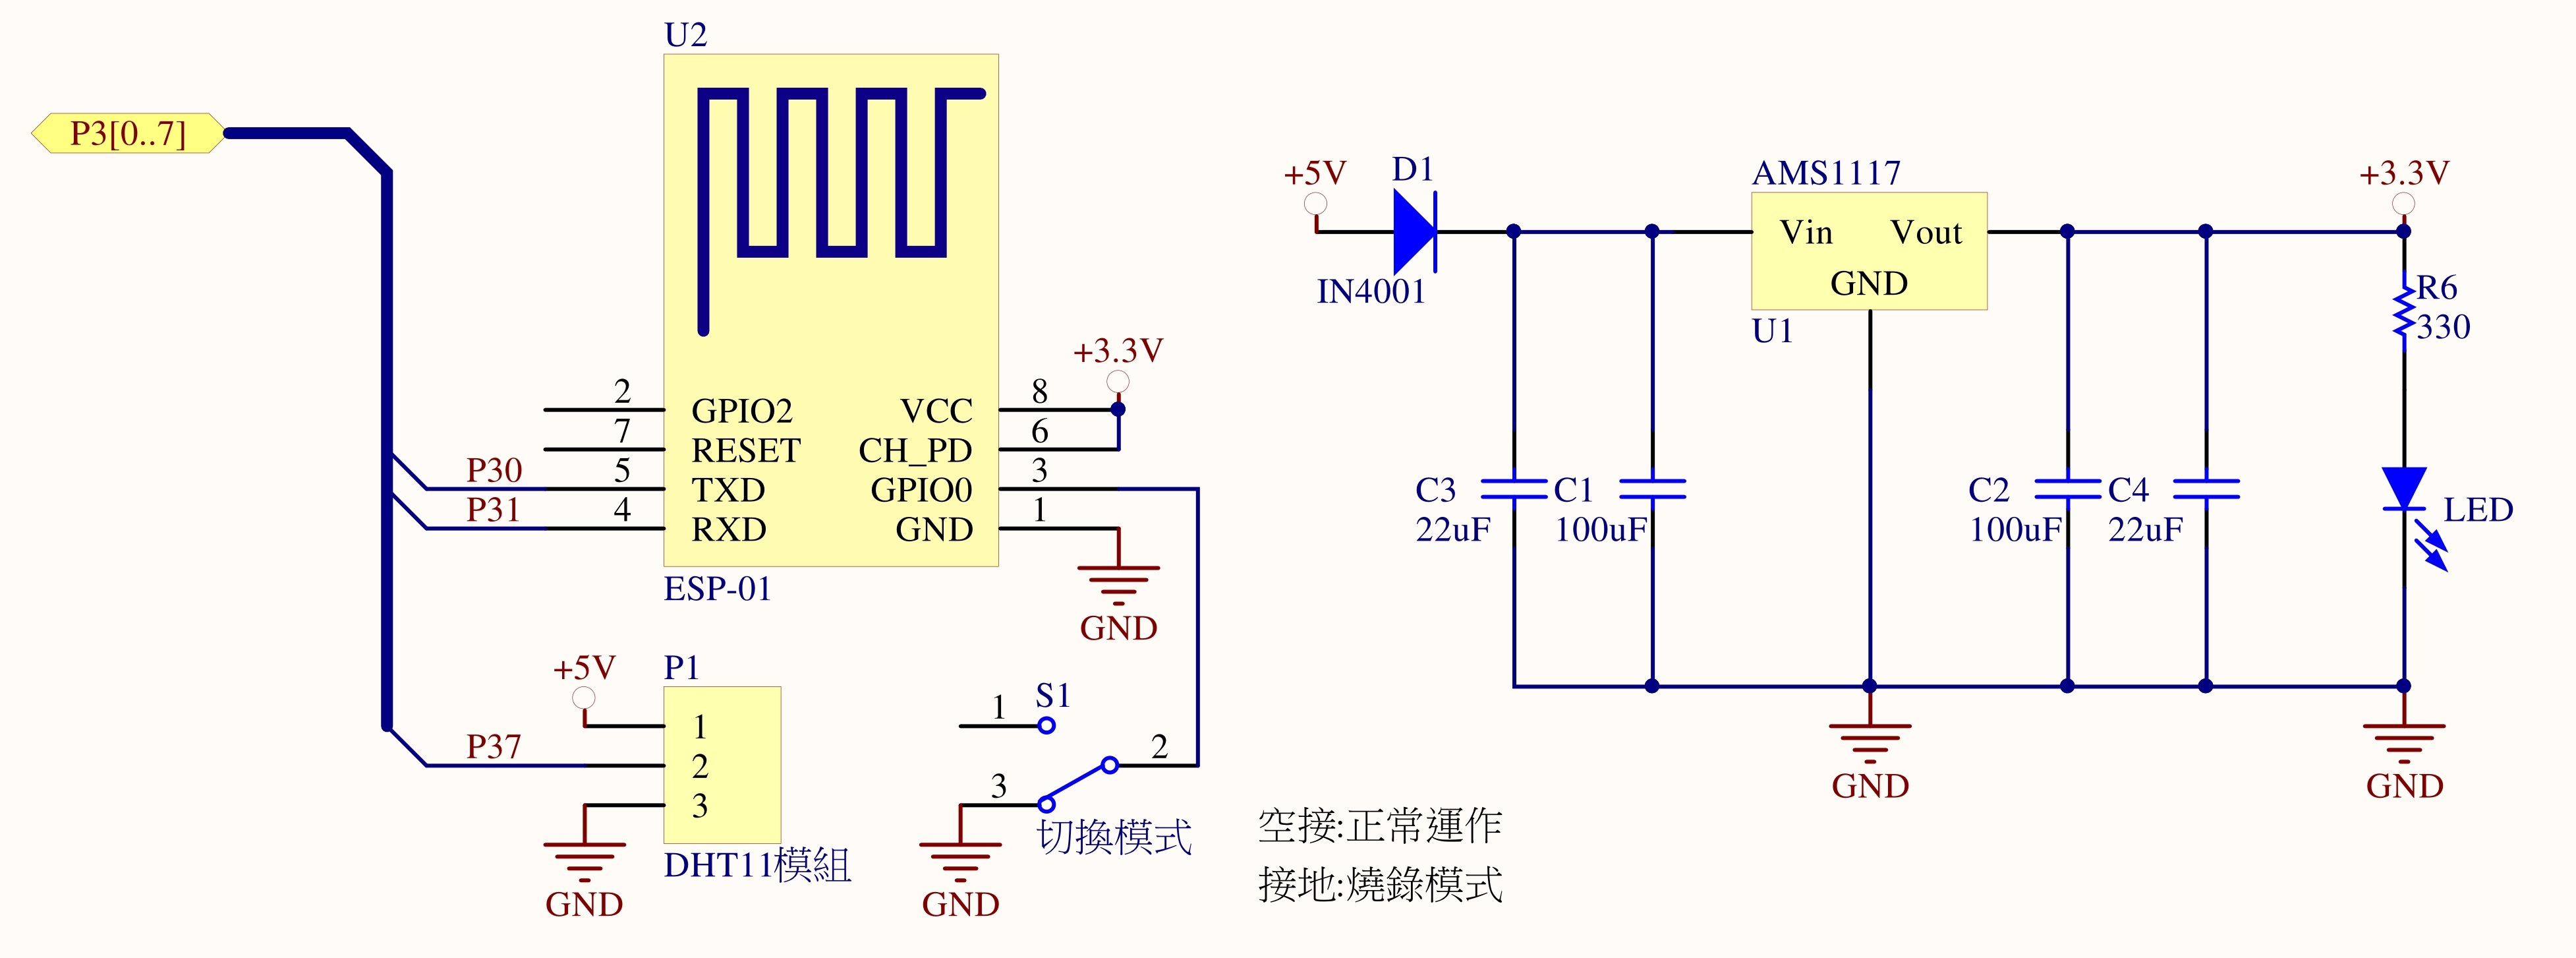 U2
P3[0..7]
2
GPIO2
VCC
8
+3.3V
7
RESET
CH_PD
6
P30
5
TXD
GPIO0
3
P31
4
RXD
GND
1
ESP-01
GND
+5V
P1
1
P37
2
3
GND
DHT11模組
1
S1
2
3
切換模式
GND
空接:正常運作
接地:燒錄模式
+5V
D1
IN4001
AMS1117
Vin
Vout
GND
U1
+3.3V
R6
330
C3
22uF
C1
100uF
C2
100uF
C4
22uF
LED
GND
GND